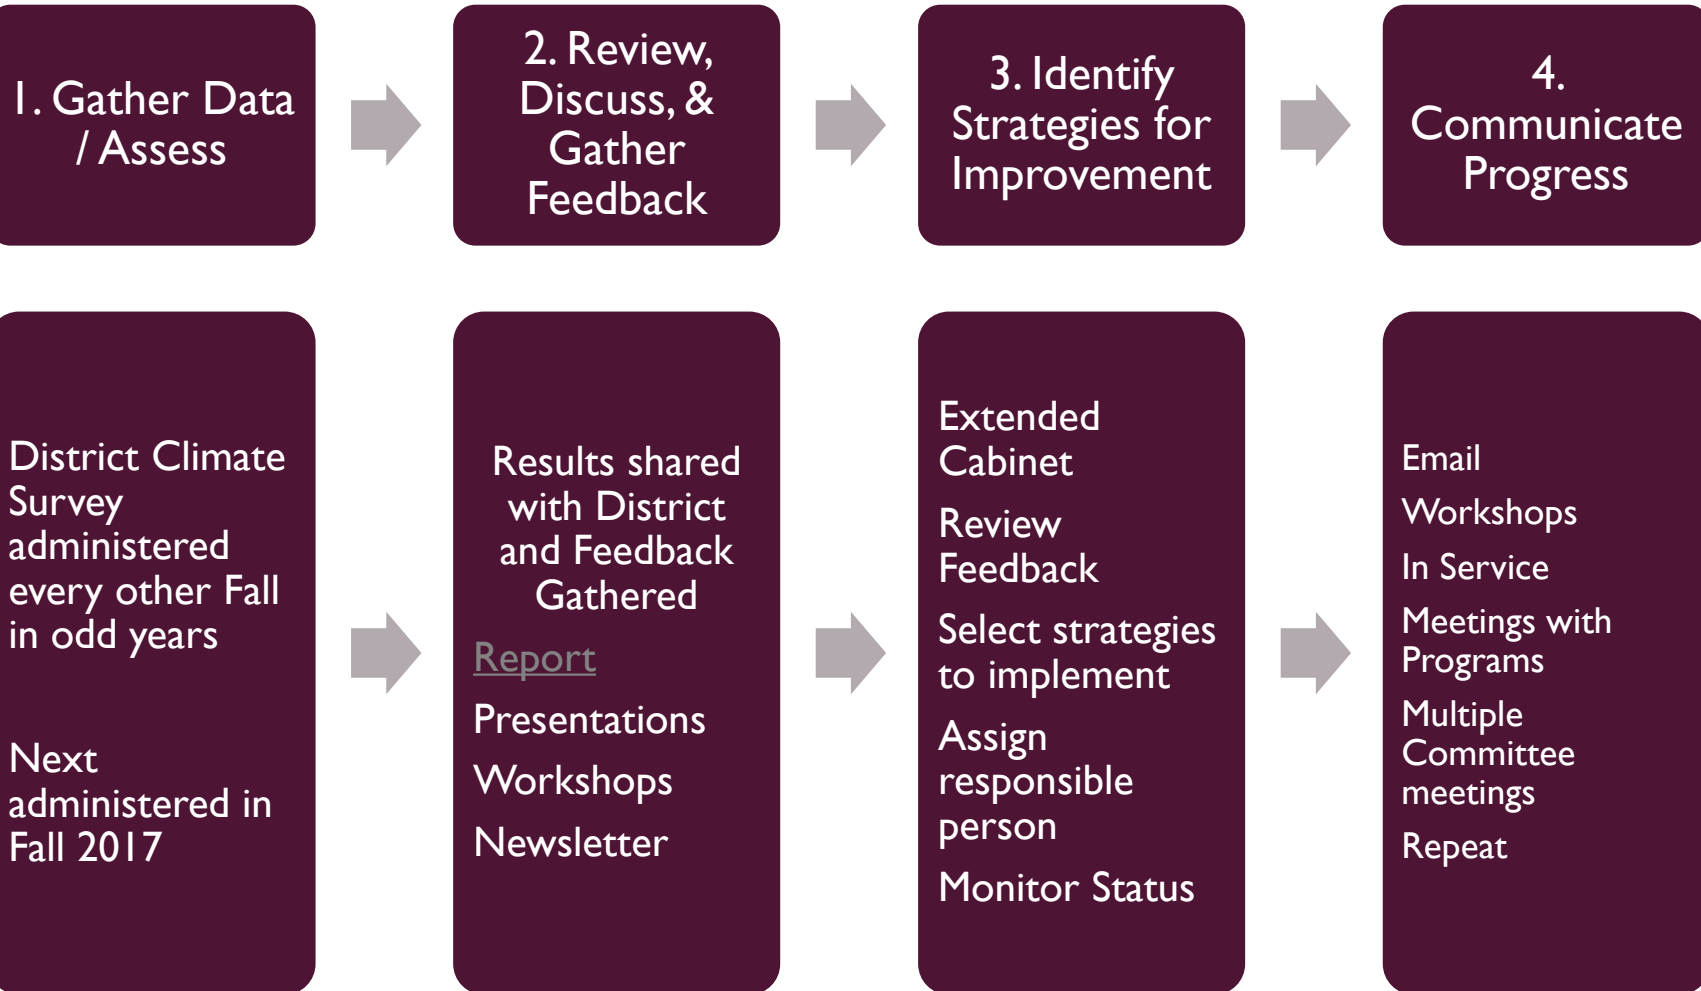 1. Gather Data
/ Assess
2. Review,
Discuss, &
Gather
Feedback
3. Identify
Strategies for
Improvement
4.
Communicate
Progress
District Climate
Survey
administered
every other Fall
in odd years
Next
administered in
Fall 2017
Results shared
with District
and Feedback
Gathered
Report
Presentations
Workshops
Newsletter
Extended
Cabinet
Review
Feedback
Select strategies
to implement
Assign
responsible
person
Monitor Status
Email
Workshops
In Service
Meetings with
Programs
Multiple
Committee
meetings
Repeat